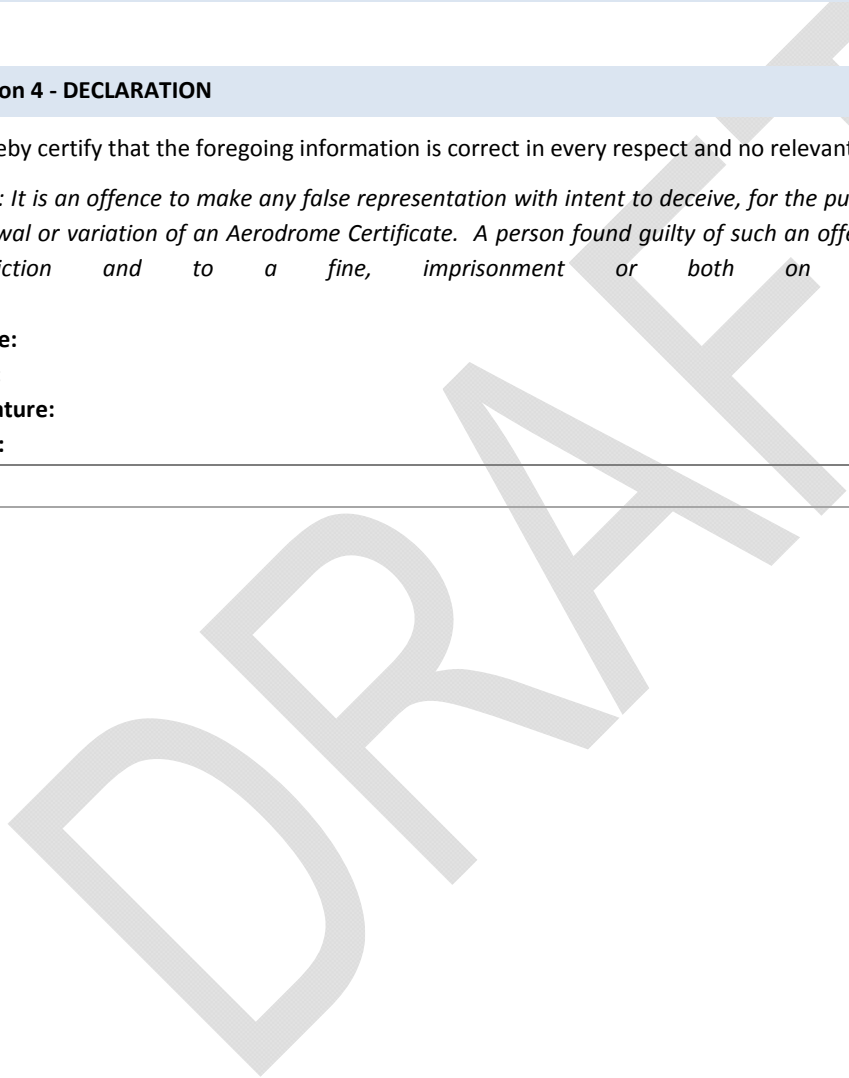 on 4 - DECLARATION
eby certify that the foregoing information is correct in every respect and no relevant
: It is an offence to make any false representation with intent to deceive, for the pu
wal or variation of an Aerodrome Certificate. A person found guilty of such an offe
iction and to a fine, imprisonment or both on
e:
:
ature:
:
DRAFT